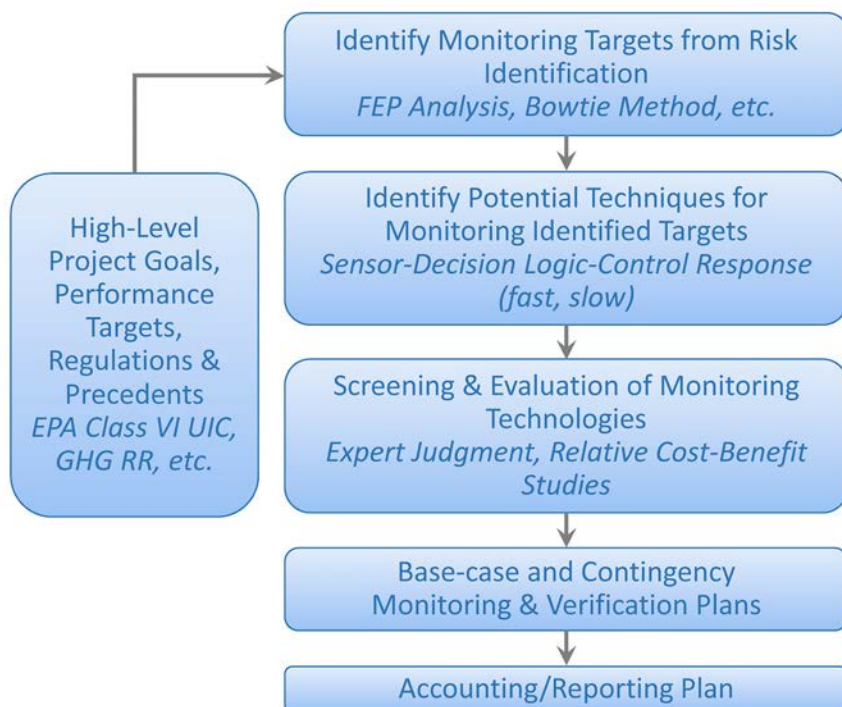 Identify Monitoring Targets from Risk
Identification
FEP Analysis, Bowtie Method, etc.
High-Level
Project Goals,
Performance
Targets,
Regulations &
Precedents
EPA Class VI UIC,
GHG RR, etc.
Identify Potential Techniques for
Monitoring Identified Targets
Sensor-Decision Logic-Control Response
(fast, slow)
Screening & Evaluation of Monitoring
Technologies
Expert Judgment, Relative Cost-Benefit
Studies
Base-case and Contingency
Monitoring & Verification Plans
Accounting/Reporting Plan